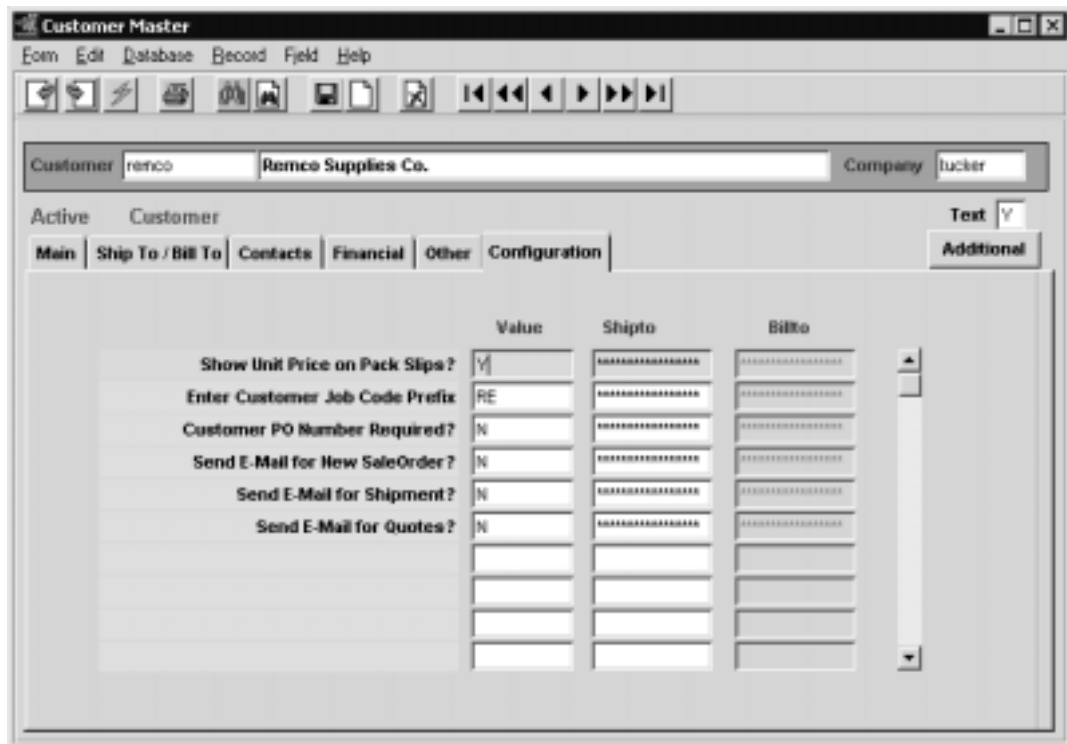 Customer Master
Form Edit Database Record Field Help
Customer remco Remco Supplies Co. Company tucker
Active Customer Text Y
Main Ship To / Bill To Contacts Financial Other Configuration Additional
Value Shipto Billto
Show Unit Price on Pack Slips? Y ***************** *****************
Enter Customer Job Code Prefix RE ***************** *****************
Customer PO Number Required? N ***************** *****************
Send E-Mail for New SaleOrder? N ***************** *****************
Send E-Mail for Shipment? N ***************** *****************
Send E-Mail for Quotes? N ***************** *****************